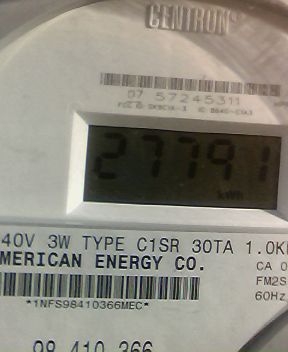 CENTRON
07 57245311
27791
kWh
40V 3W TYPE C1SR 30TA 1.0K
MERICAN ENERGY CO.
CA 0
FM2S
60Hz
*1NFS98410366MEC*
98 410 366